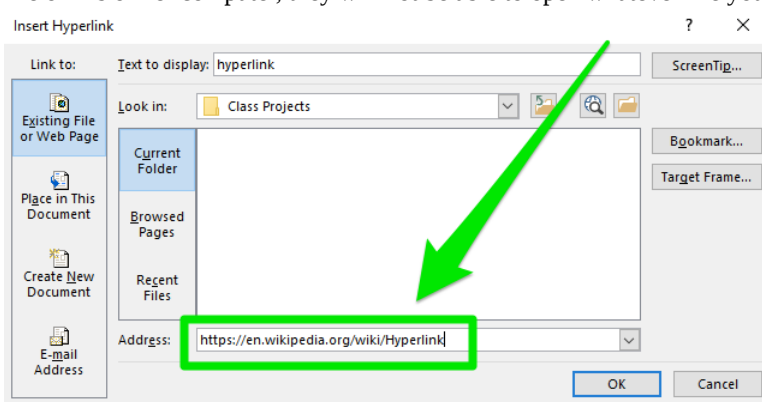 Insert Hyperlink ? ×
Link to:
Text to display: hyperlink
ScreenTip...
Existing File
or Web Page
Look in: Class Projects
Bookmark...
Current
Folder
Target Frame...
Place in This
Document
Browsed
Pages
Create New
Document
Recent
Files
E-mail
Address
Address: https://en.wikipedia.org/wiki/Hyperlink
OK Cancel